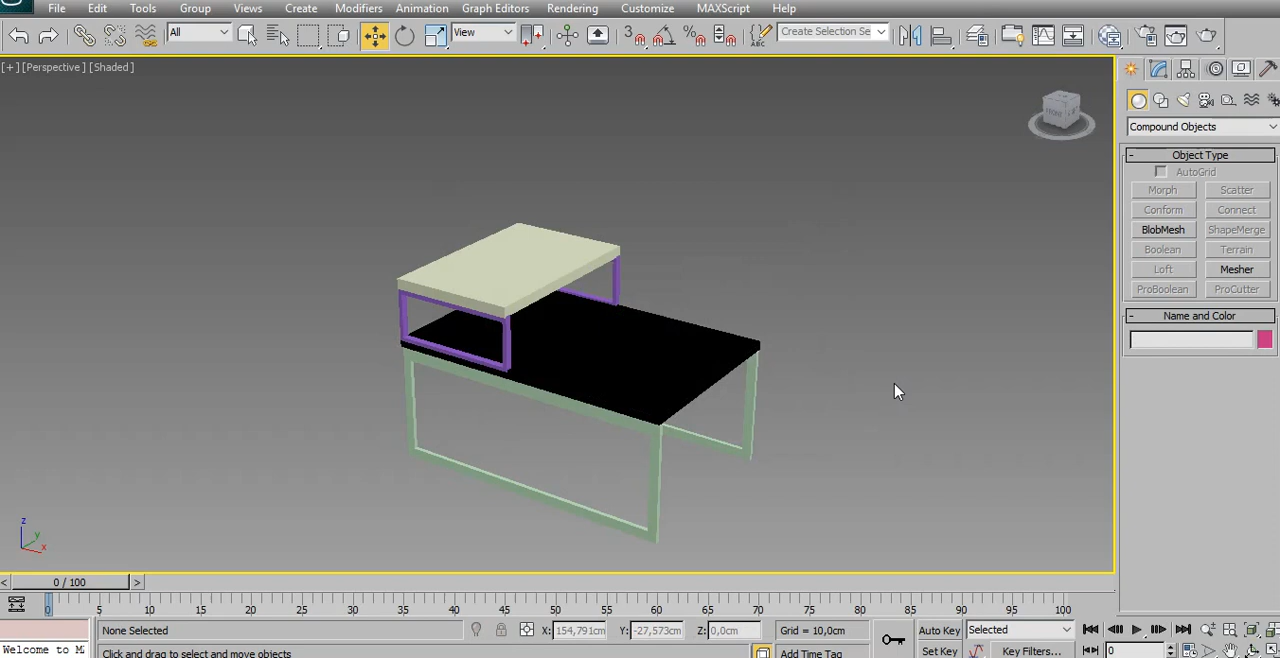 File Edit Tools Group Views Create Modifiers Animation Graph Editors Rendering Customize MAXScript Help
All View 3 Create Selection Se
[+] [Perspective] [Shaded]
Compound Objects
- Object Type
AutoGrid
Morph Scatter
Conform Connect
BlobMesh ShapeMerge
Boolean Terrain
Loft Mesher
ProBoolean ProCutter
- Name and Color
z
y
x
< 0 / 100 >
0 5 10 15 20 25 30 35 40 45 50 55 60 65 70 75 80 85 90 95 100
None Selected X: 154,791cm Y: -27,573cm Z: 0,0cm Grid = 10,0cm Auto Key Selected
Welcome to M Click and drag to select and move objects Add Time Tag Set Key Key Filters... 0